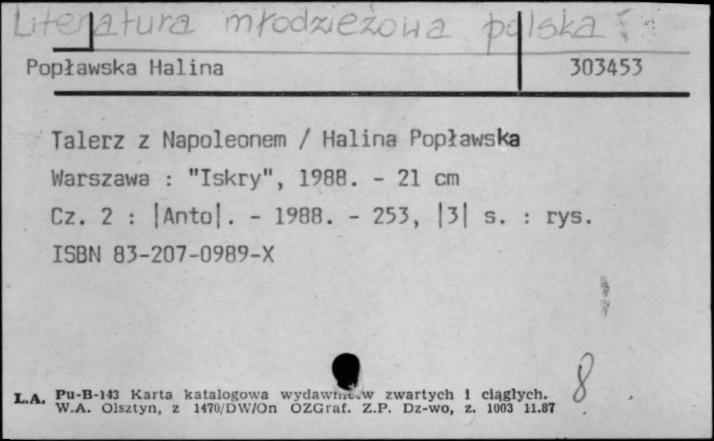 Literatura młodzieżowa polska
Popławska Halina 303453
Talerz z Napoleonem / Halina Popławska
Warszawa : "Iskry", 1988. - 21 cm
Cz. 2 : |Anto|. - 1988. - 253, |3| s. : rys.
ISBN 83-207-0989-X
8
L.A. Pu-B-143 Karta katalogowa wydawnictw zwartych i ciągłych.
W.A. Olsztyn, z 1470/DW/On OZGraf. Z.P. Dz-wo, z. 1003 11.87